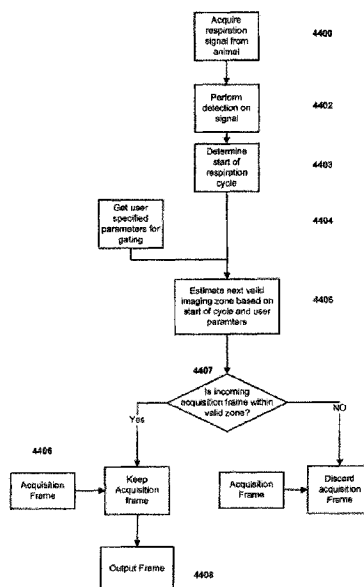 Acquire
respiration
signal from
animal
4400
Perform
detection on
signal
4402
Determine
start of
respiration
cycle
4403
Get user
specified
parameters for
gating
4404
Estimate next valid
imaging zone based on
start of cycle and user
paramters
4405
4407
Is incoming
acquisition frame within
valid zone?
Yes
NO
4406
Acquisition
Frame
Keep
Acquisition
frame
Acquisition
Frame
Discard
acquisition Frame
Output Frame
4408